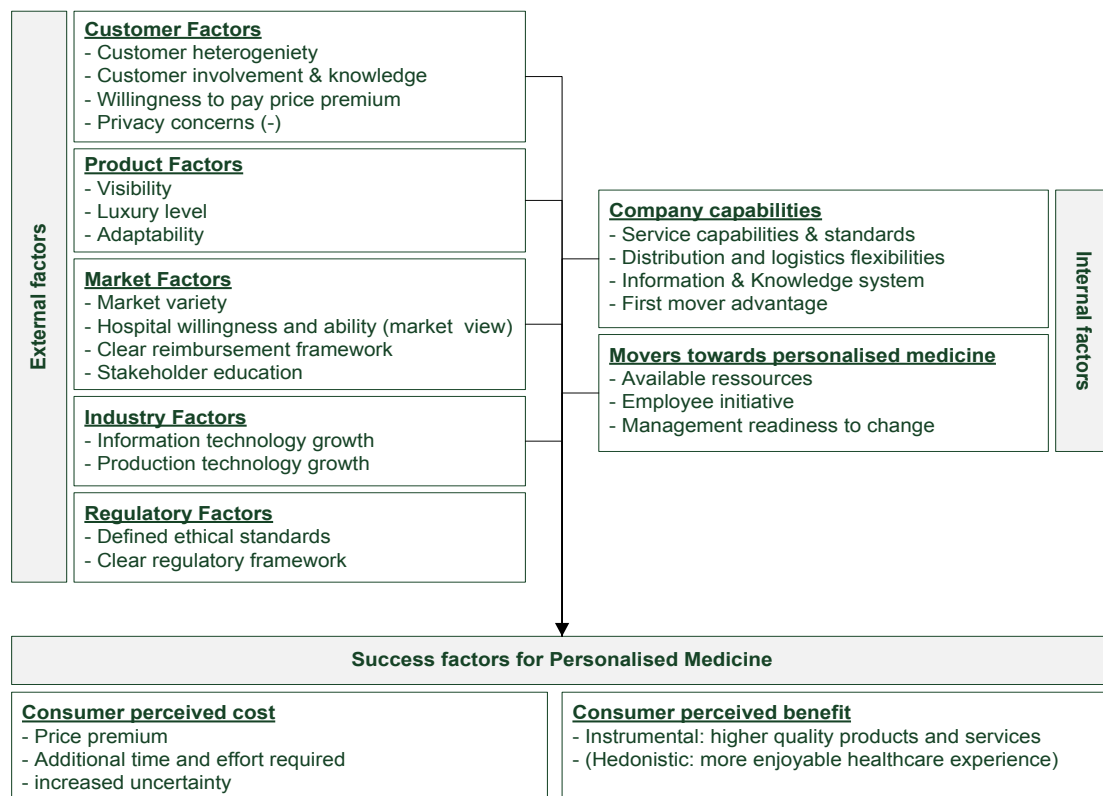 External factors
Customer Factors
- Customer heterogeniety
- Customer involvement & knowledge
- Willingness to pay price premium
- Privacy concerns (-)
Product Factors
- Visibility
- Luxury level
- Adaptability
Market Factors
- Market variety
- Hospital willingness and ability (market  view)
- Clear reimbursement framework
- Stakeholder education
Industry Factors
- Information technology growth
- Production technology growth
Regulatory Factors
- Defined ethical standards
- Clear regulatory framework
Company capabilities
- Service capabilities & standards
- Distribution and logistics flexibilities
- Information & Knowledge system
- First mover advantage
Movers towards personalised medicine
- Available ressources
- Employee initiative
- Management readiness to change
Internal factors
Success factors for Personalised Medicine
Consumer perceived cost
- Price premium
- Additional time and effort required
- increased uncertainty
Consumer perceived benefit
- Instrumental: higher quality products and services
- (Hedonistic: more enjoyable healthcare experience)